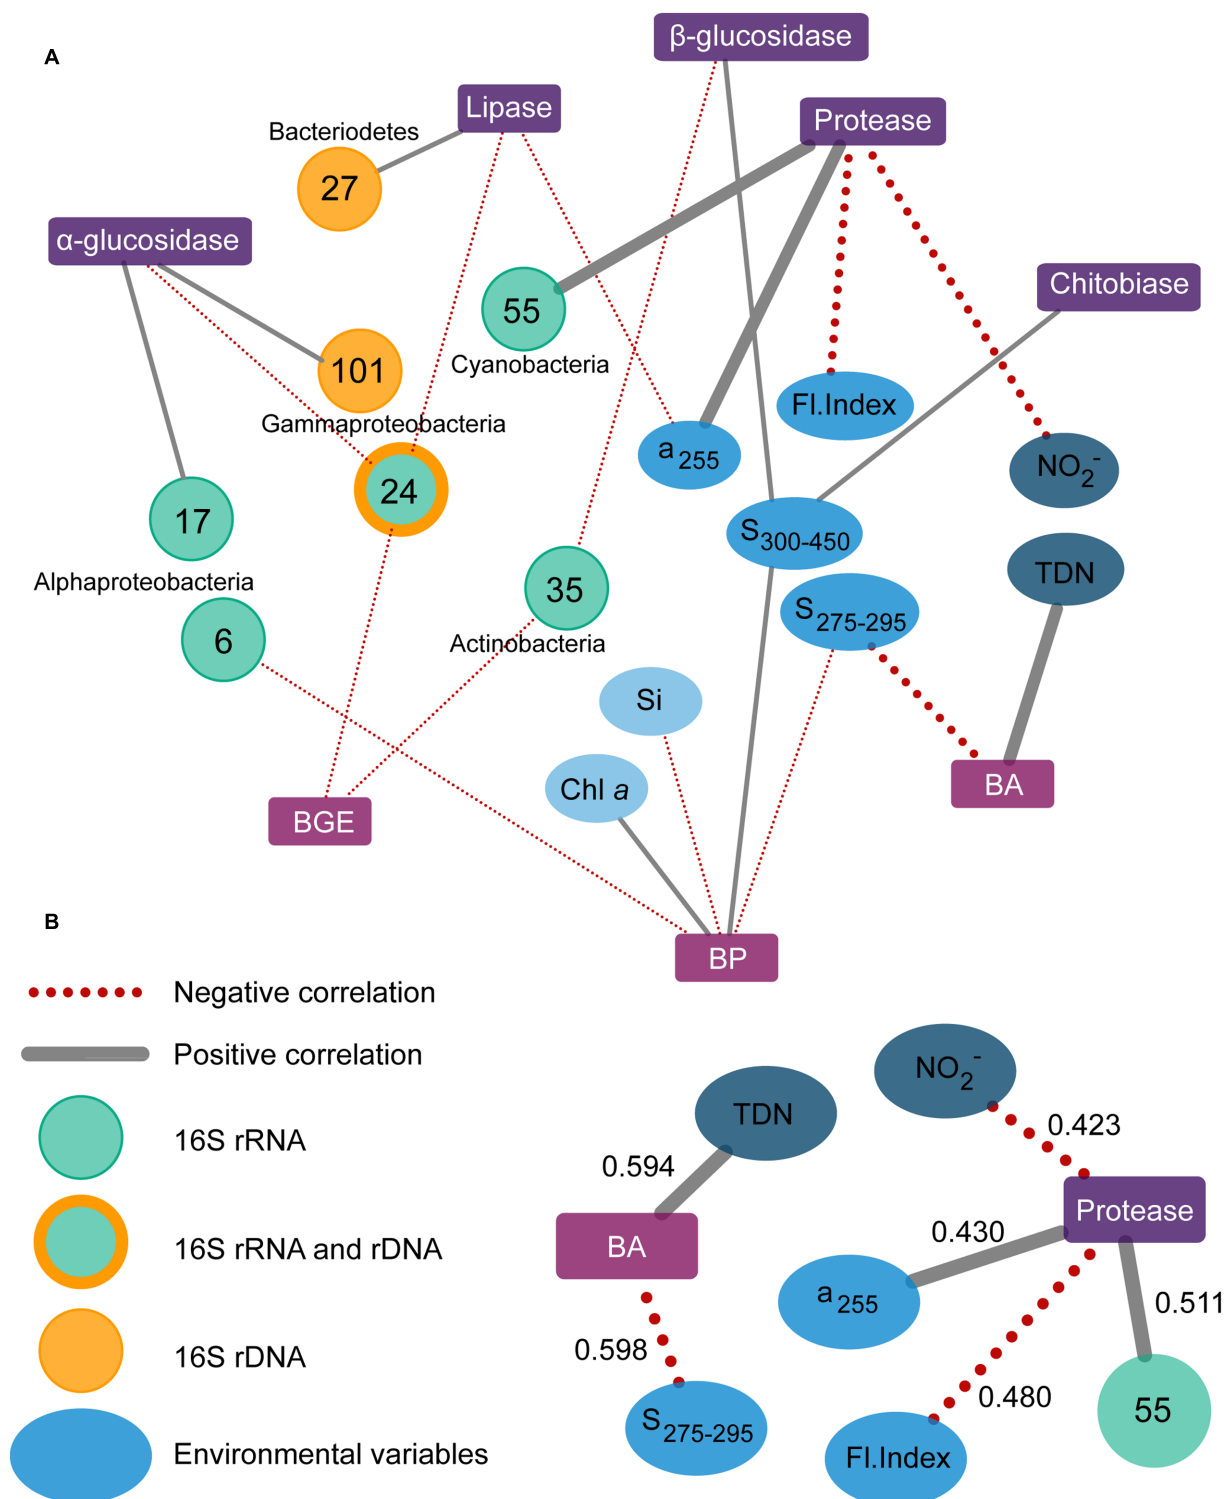 A
β-glucosidase
Lipase
Protease
Bacteriodetes
27
α-glucosidase
Chitobiase
55
Cyanobacteria
101
Gammaproteobacteria
Fl.Index
a255
NO2-
24
17
S300-450
TDN
Alphaproteobacteria
35
S275-295
6
Actinobacteria
Si
Chl a
BA
BGE
BP
B
Negative correlation
Positive correlation
16S rRNA
16S rRNA and rDNA
16S rDNA
Environmental variables
NO2-
TDN
0.423
0.594
Protease
BA
0.430
a255
0.511
0.598
0.480
S275-295
55
Fl.Index